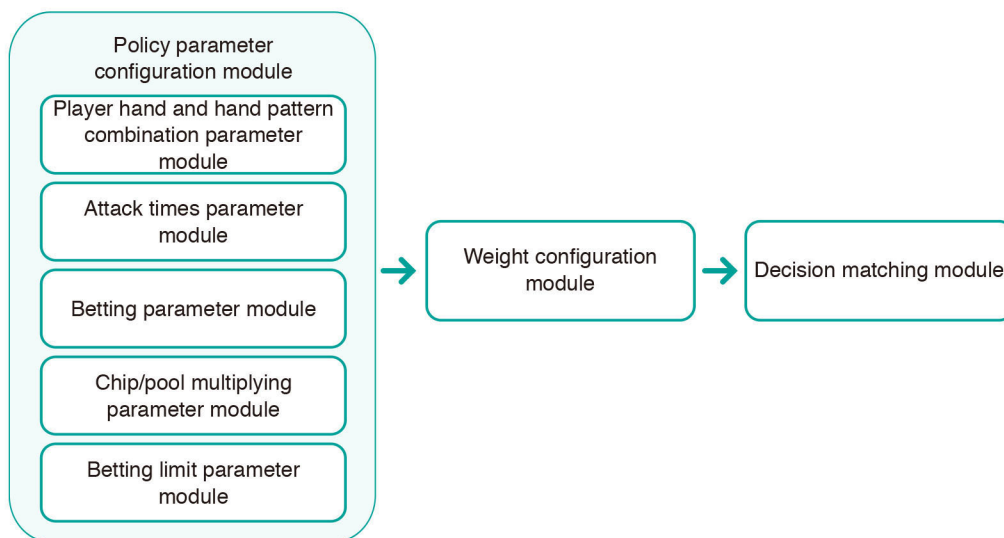 Policy parameter
configuration module
Player hand and hand pattern
combination parameter
module
Attack times parameter
module
Betting parameter module
Chip/pool multiplying
parameter module
Betting limit parameter
module
Weight configuration
module
Decision matching module